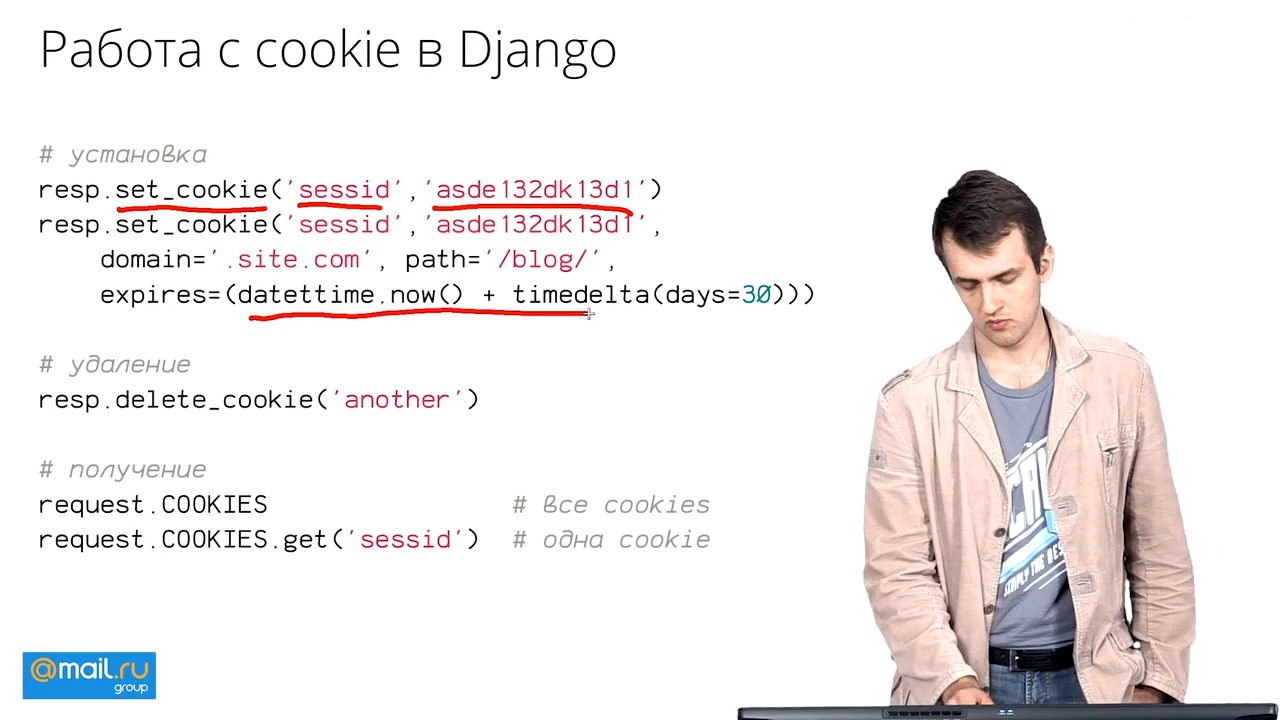 Работа с cookie в Django
# установка
resp.set_cookie('sessid','asde132dk13d1')
resp.set_cookie('sessid','asde132dk13d1',
domain='.site.com', path='/blog/',
expires=(datettime.now() + timedelta(days=30)))
# удаление
resp.delete_cookie('another')
# получение
request.COOKIES # все cookies
request.COOKIES.get('sessid') # одна cookie
@mail.ru
group
SIMPLY THE